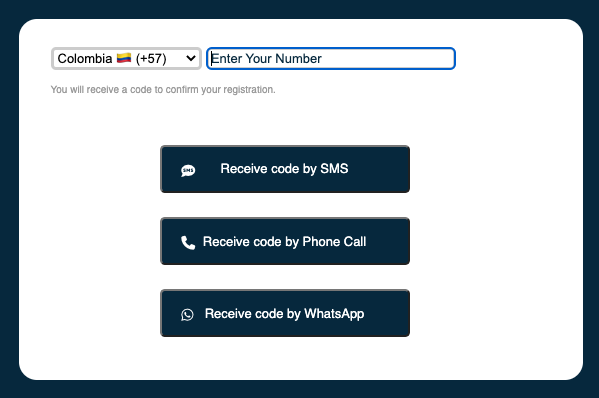 Colombia 🇨🇴 (+57) Enter Your Number
You will receive a code to confirm your registration.
SMS Receive code by SMS
Receive code by Phone Call
Receive code by WhatsApp